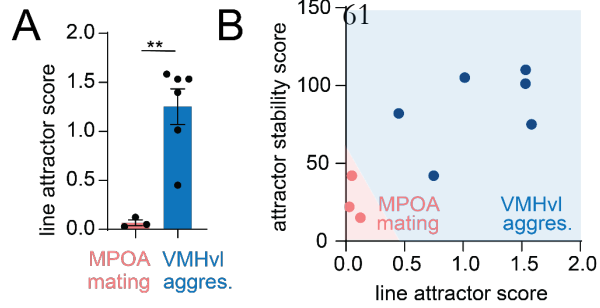 A
line attractor score
2.0
1.5
1.0
0.5
0.0
**
MPOA
mating
VMHvl
aggres.
B
61
attractor stability score
150
100
50
0
MPOA
mating
VMHvl
aggres.
0.0
0.5
1.0
1.5
2.0
line attractor score